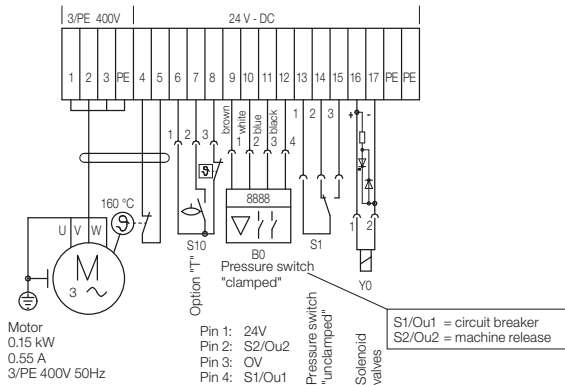 3/PE 400V 24 V - DC
1 2 3 PE 4 5 6 7 8 9 10 11 12 13 14 15 16 17 PE PE
1 2 3
brown
white
blue
black
1 2 3 4
1 2 3
+ -
ϑ
8888
160 °C
ϑ
U V W
M
3 ~
1 2
S10
B0
S1
Y0
Option "T"
Pressure switch
"clamped"
Pressure switch
"unclamped"
Solenoid
valves
S1/Ou1 = circuit breaker
S2/Ou2 = machine release
Motor
0.15 kW
0.55 A
3/PE 400V 50Hz
Pin 1: 24V
Pin 2: S2/Ou2
Pin 3: OV
Pin 4: S1/Ou1